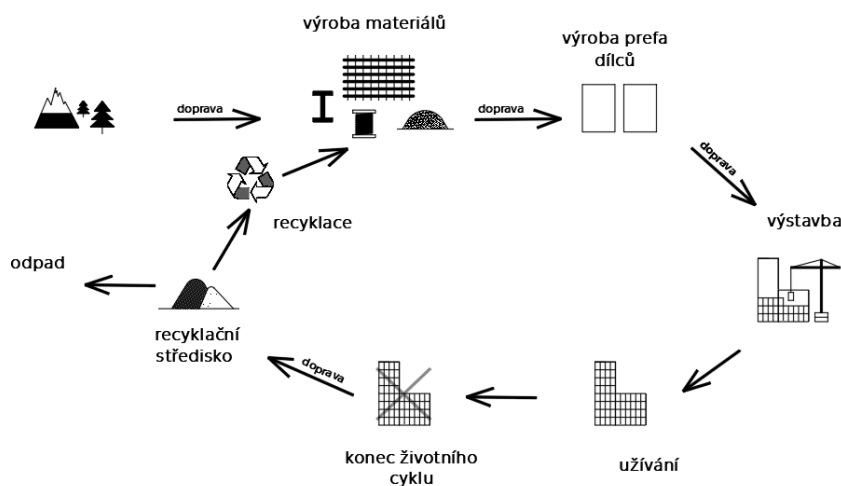 výroba materiálů
výroba prefa
dílců
doprava
doprava
doprava
recyklace
výstavba
odpad
recyklační
středisko
doprava
konec životního
cyklu
užívání